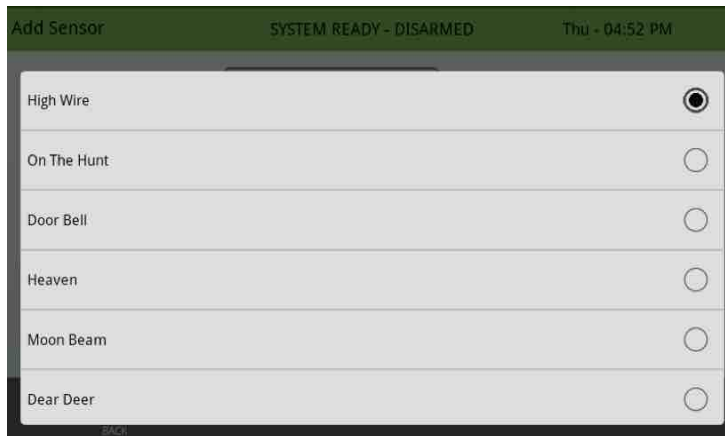 Add Sensor SYSTEM READY - DISARMED Thu - 04:52 PM
High Wire
On The Hunt
Door Bell
Heaven
Moon Beam
Dear Deer
BACK